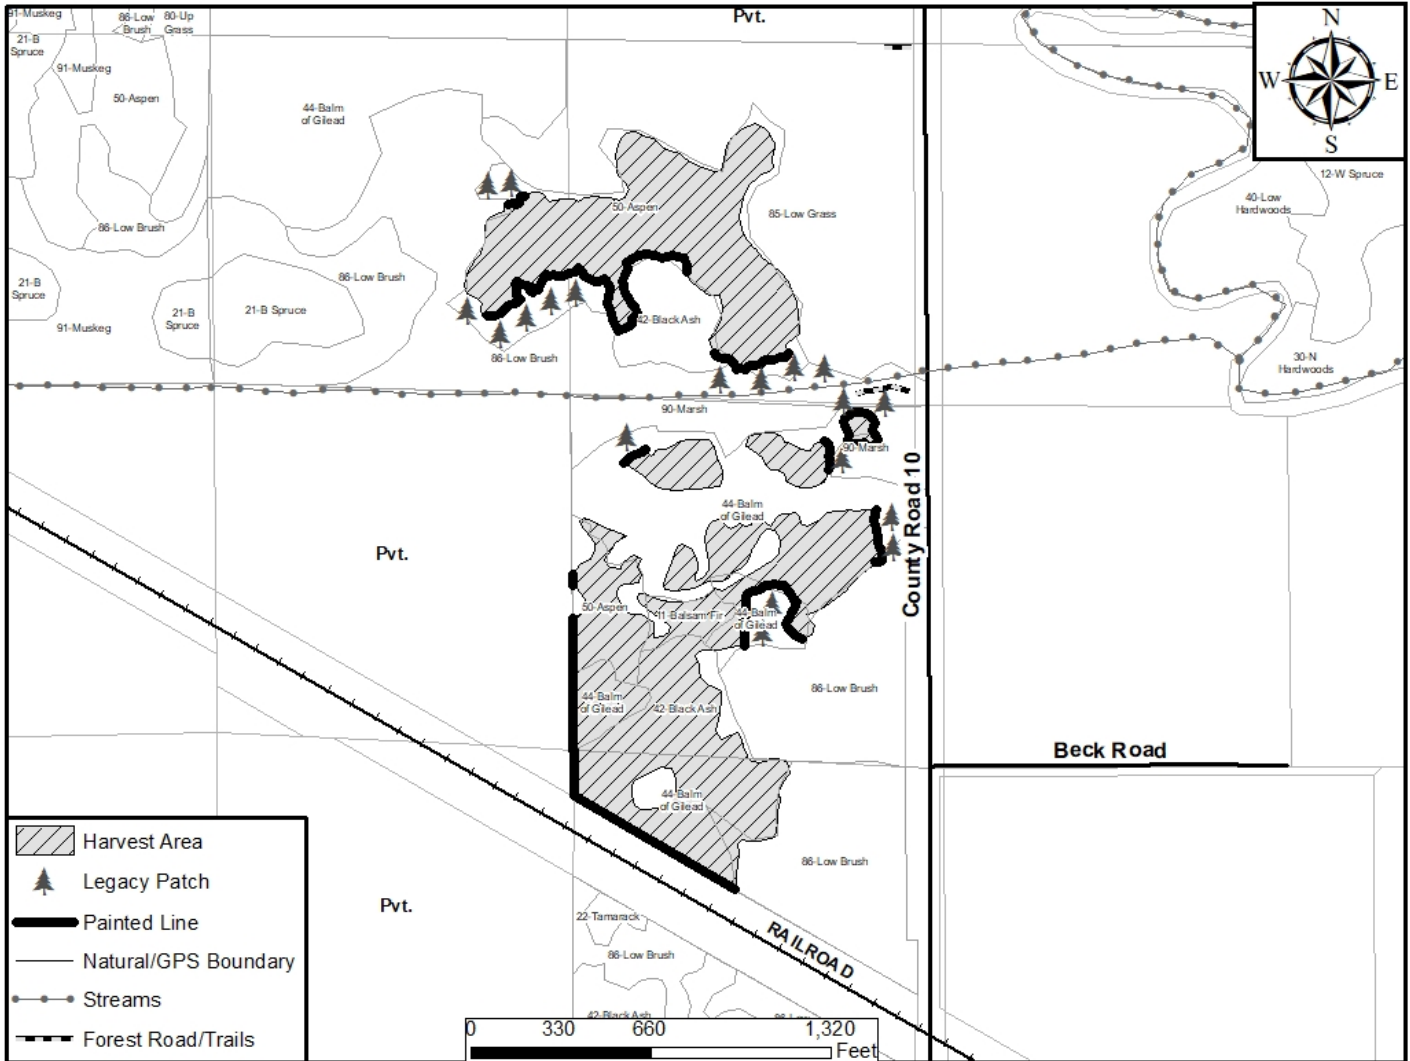 Pvt.
N
W
E
S
91-Muskeg
86-Low
Brush
80-Up
Grass
21-B
Spruce
91-Muskeg
50-Aspen
44-Balm
of Gilead
12-W Spruce
40-Low
Hardwoods
50-Aspen
85-Low Grass
86-Low Brush
86-Low Brush
21-B
Spruce
21-B
Spruce
21-B Spruce
91-Muskeg
42-Black Ash
86-Low Brush
30-N
Hardwoods
90-Marsh
90-Marsh
County Road 10
44-Balm
of Gilead
Pvt.
50-Aspen
11-Balsam Fir
44-Balm
of Gilead
86-Low Brush
44-Balm
of Gilead
42-Black Ash
Beck Road
44-Balm
of Gilead
86-Low Brush
Pvt.
22-Tamarack
RAILROAD
86-Low Brush
42-Black Ash
86-Low
Harvest Area
Legacy Patch
Painted Line
Natural/GPS Boundary
Streams
Forest Road/Trails
0 330 660 1,320
Feet